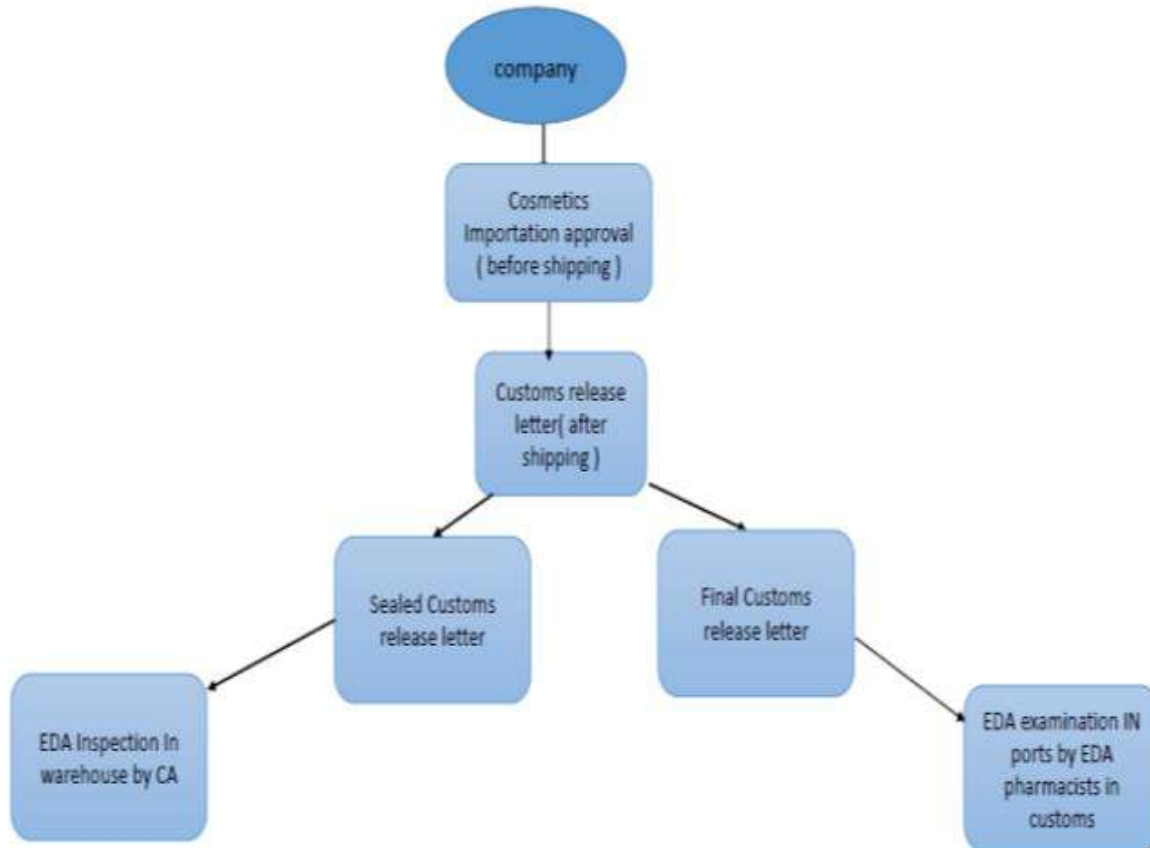 company
Cosmetics
Importation approval
( before shipping )
Customs release
letter( after
shipping )
Sealed Customs
release letter
Final Customs
release letter
EDA Inspection In
warehouse by CA
EDA examination IN
ports by EDA
pharmacists in
customs